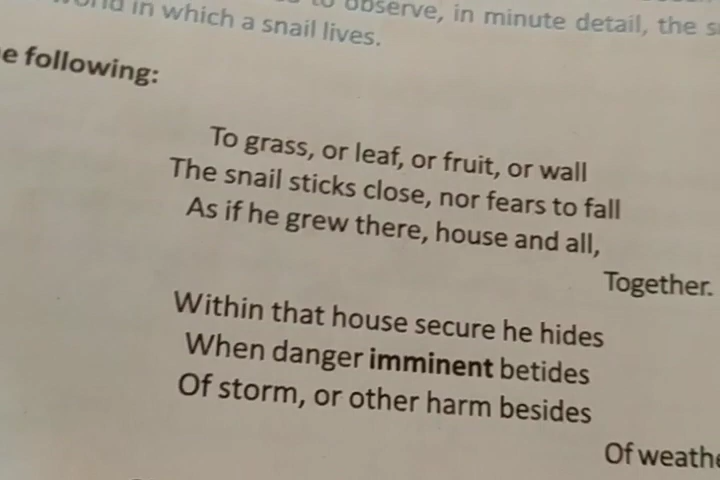 observe, in minute detail, the
in which a snail lives.
following:
To grass, or leaf, or fruit, or wall
The snail sticks close, nor fears to fall
As if he grew there, house and all,
Together.
Within that house secure he hides
When danger imminent betides
Of storm, or other harm besides
Of